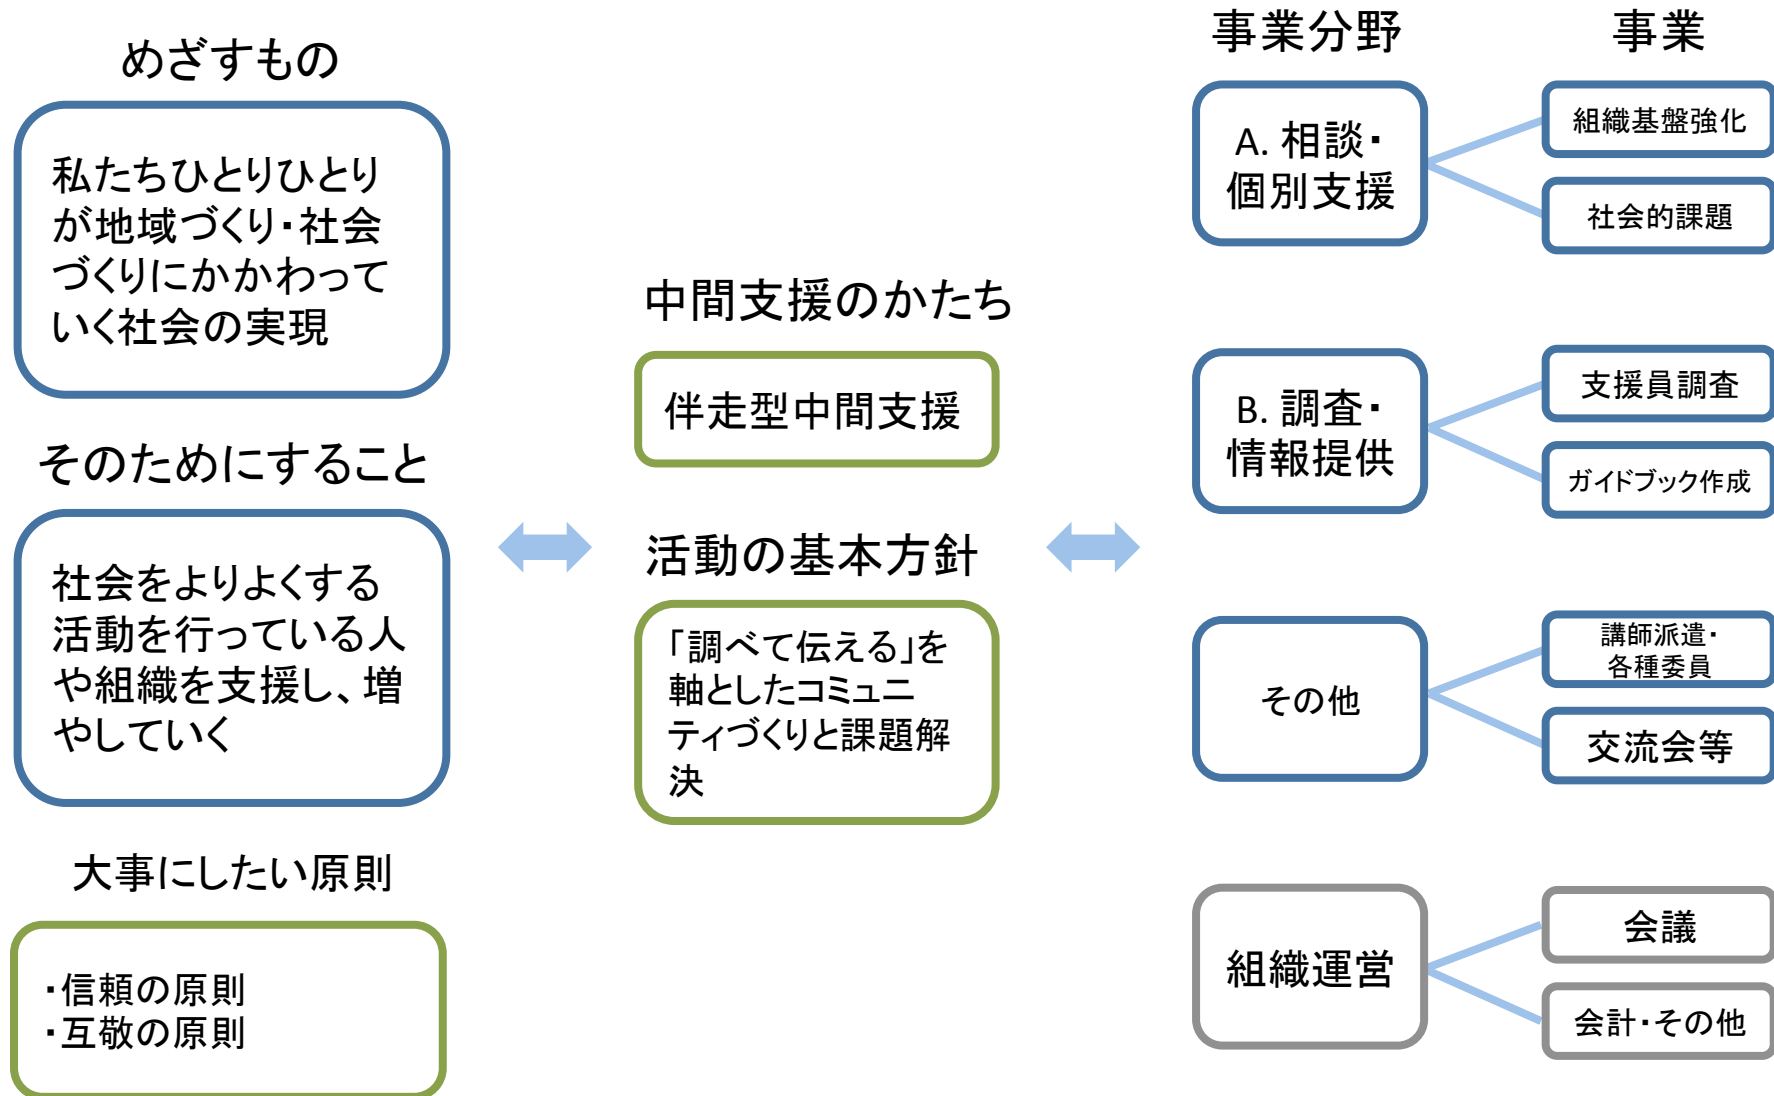 めざすもの
私たちひとりひとり
が地域づくり・社会
づくりにかかわって
いく社会の実現
そのためにすること
社会をよりよくする
活動を行っている人
や組織を支援し、増
やしていく
大事にしたい原則
・信頼の原則
・互敬の原則
中間支援のかたち
伴走型中間支援
活動の基本方針
「調べて伝える」を
軸としたコミュニ
ティづくりと課題解
決
事業分野
事業
A. 相談・
個別支援
組織基盤強化
社会的課題
B. 調査・
情報提供
支援員調査
ガイドブック作成
その他
講師派遣・
各種委員
交流会等
組織運営
会議
会計・その他